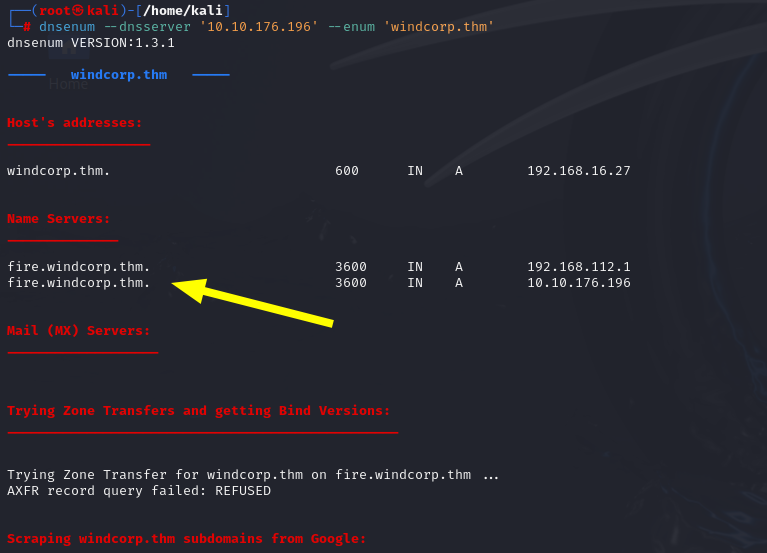 ┌──(root㉿kali)-[/home/kali]
└─# dnsenum --dnsserver '10.10.176.196' --enum 'windcorp.thm'
dnsenum VERSION:1.3.1
-----   windcorp.thm   -----
Home
Host's addresses:
__________________
windcorp.thm. 600 IN A 192.168.16.27
Name Servers:
______________
fire.windcorp.thm. 3600 IN A 192.168.112.1
fire.windcorp.thm. 3600 IN A 10.10.176.196
Mail (MX) Servers:
___________________
Trying Zone Transfers and getting Bind Versions:
_________________________________________________
Trying Zone Transfer for windcorp.thm on fire.windcorp.thm ...
AXFR record query failed: REFUSED
Scraping windcorp.thm subdomains from Google: